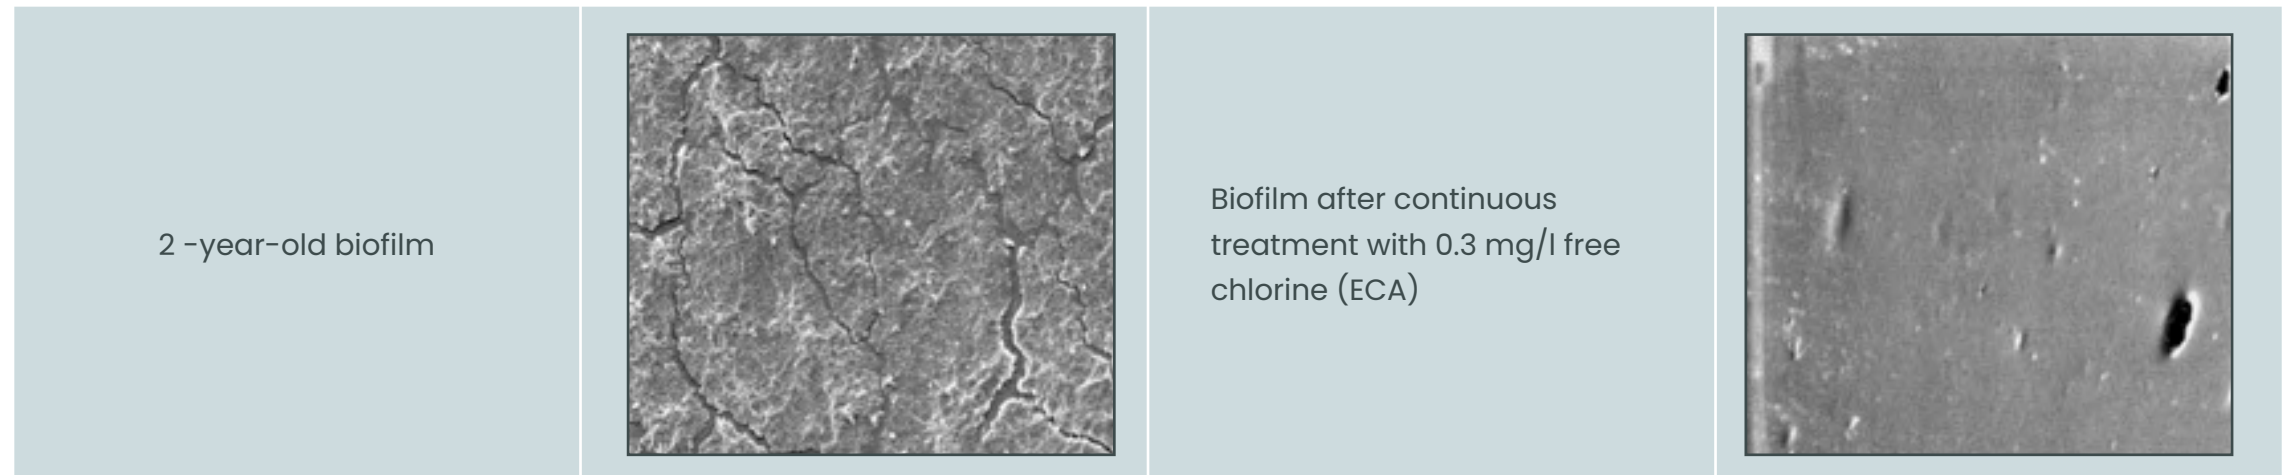 2 -year-old biofilm
Biofilm after continuous
treatment with 0.3 mg/l free
chlorine (ECA)